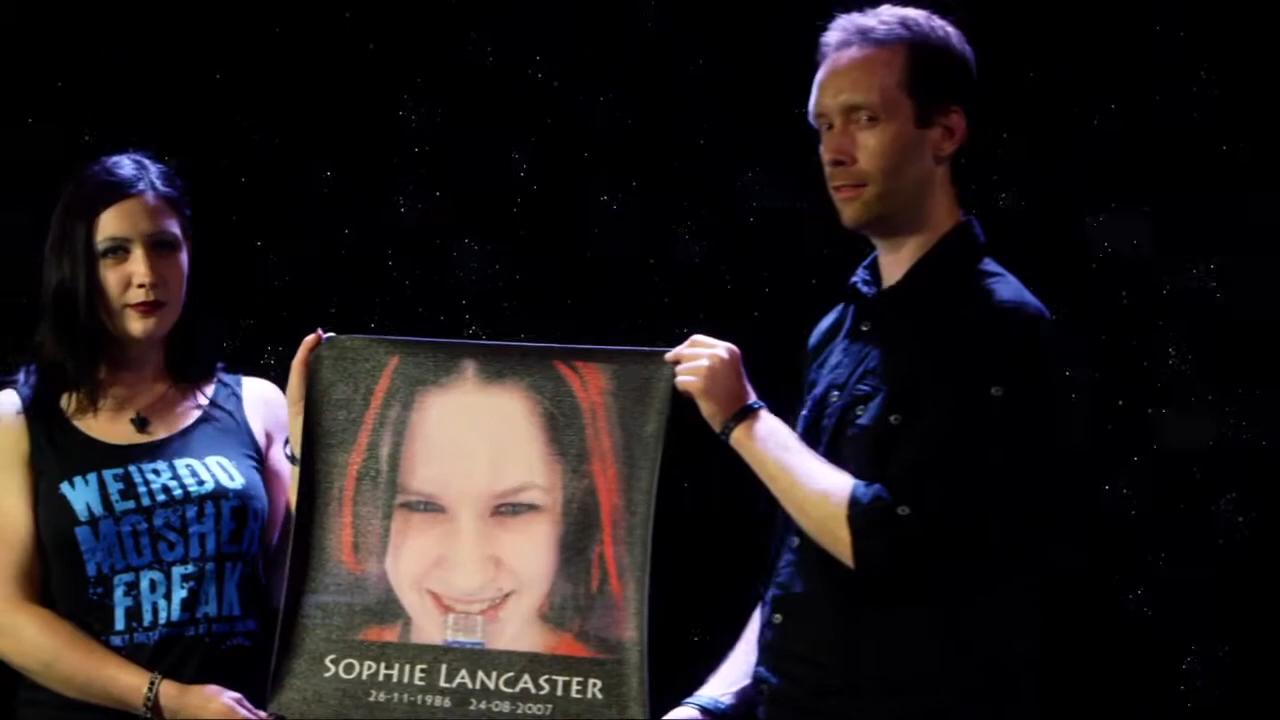 WEIRDO
MOSHER
FREAK
SOPHIE LANCASTER
26-11-1986 24-08-2007